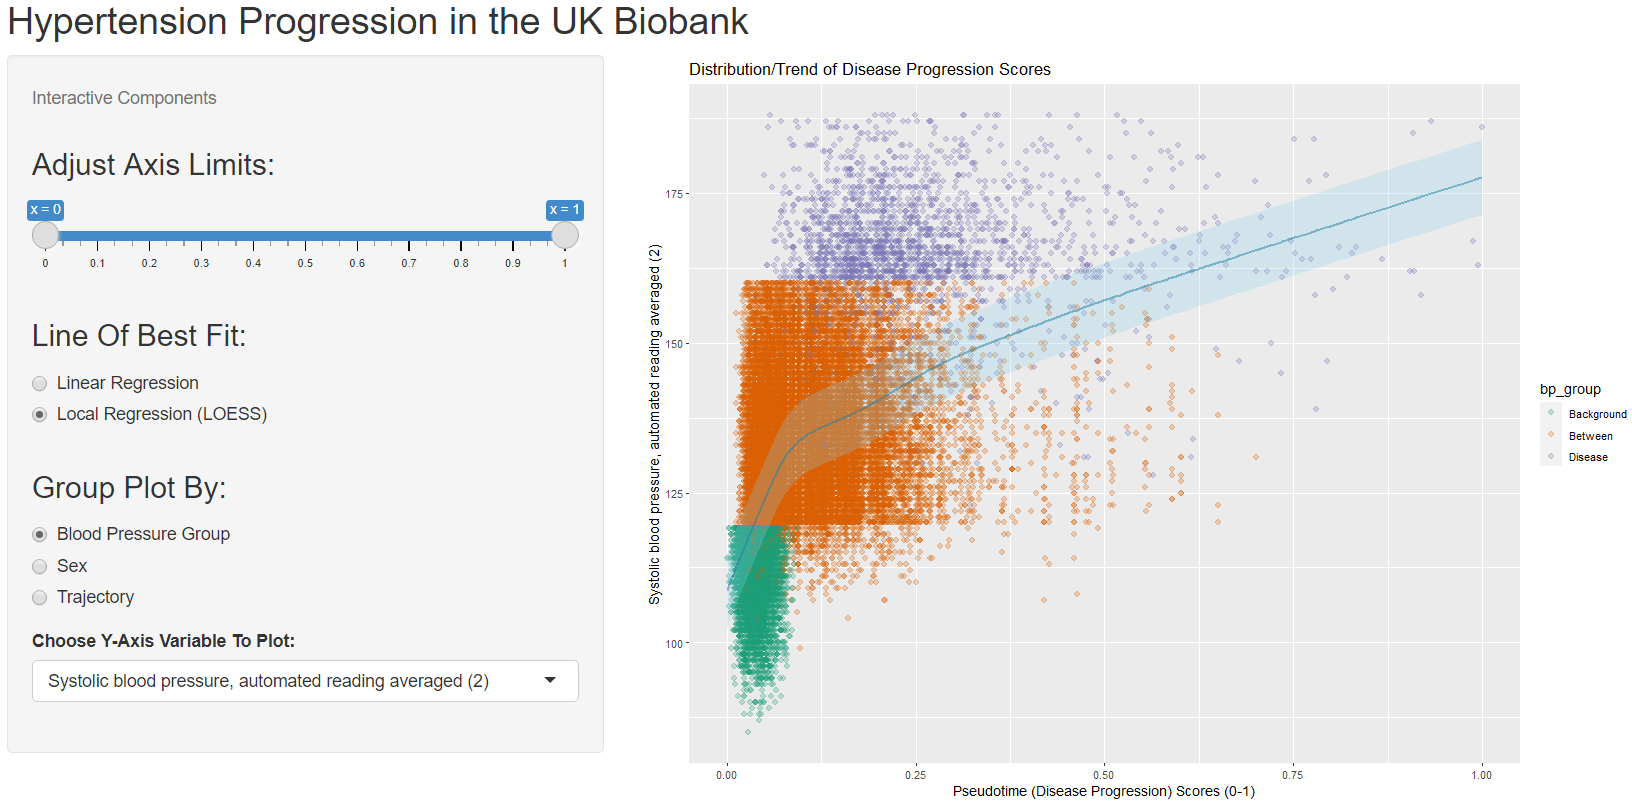 Hypertension Progression in the UK Biobank
Interactive Components
Adjust Axis Limits:
x = 0
x = 1
0 0.1 0.2 0.3 0.4 0.5 0.6 0.7 0.8 0.9 1
Line Of Best Fit:
Linear Regression
Local Regression (LOESS)
Group Plot By:
Blood Pressure Group
Sex
Trajectory
Choose Y-Axis Variable To Plot:
Systolic blood pressure, automated reading averaged (2)
Distribution/Trend of Disease Progression Scores
Systolic blood pressure, automated reading averaged (2)
175
150
125
100
0.00 0.25 0.50 0.75 1.00
Pseudotime (Disease Progression) Scores (0-1)
bp_group
Background
Between
Disease